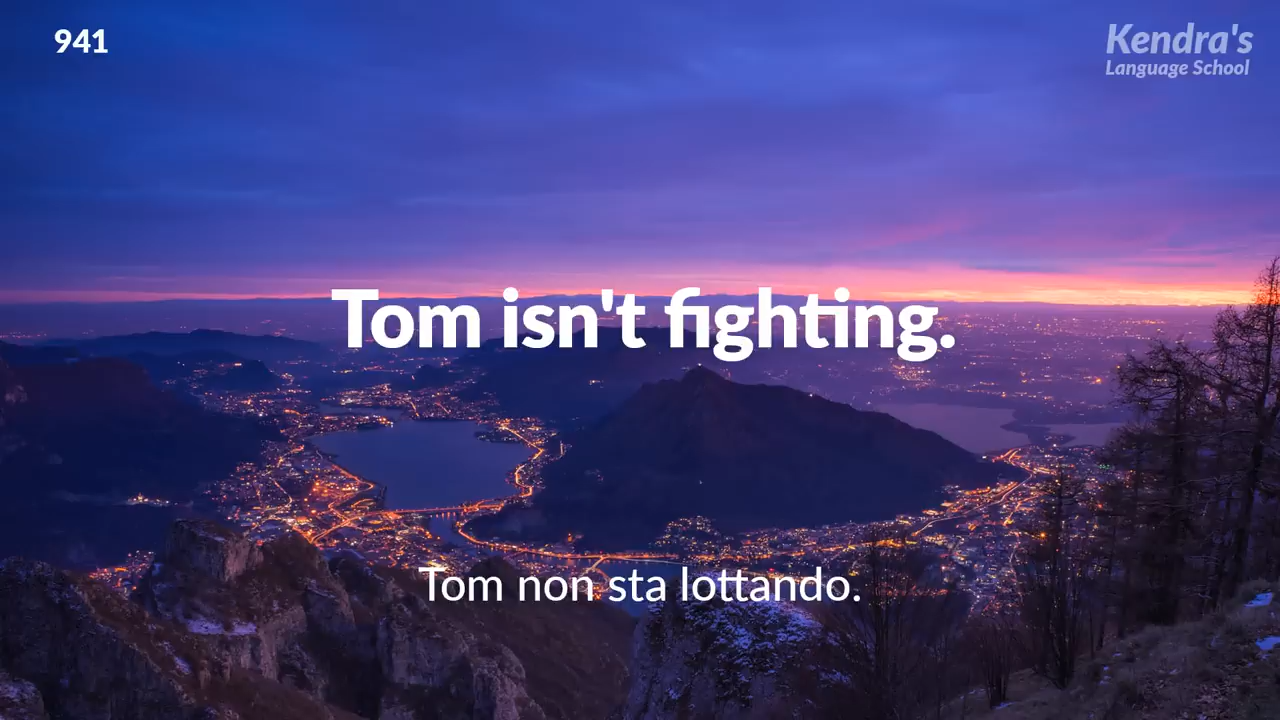 941
Kendra's
Language School
Tom isn't fighting.
Tom non sta lottando.